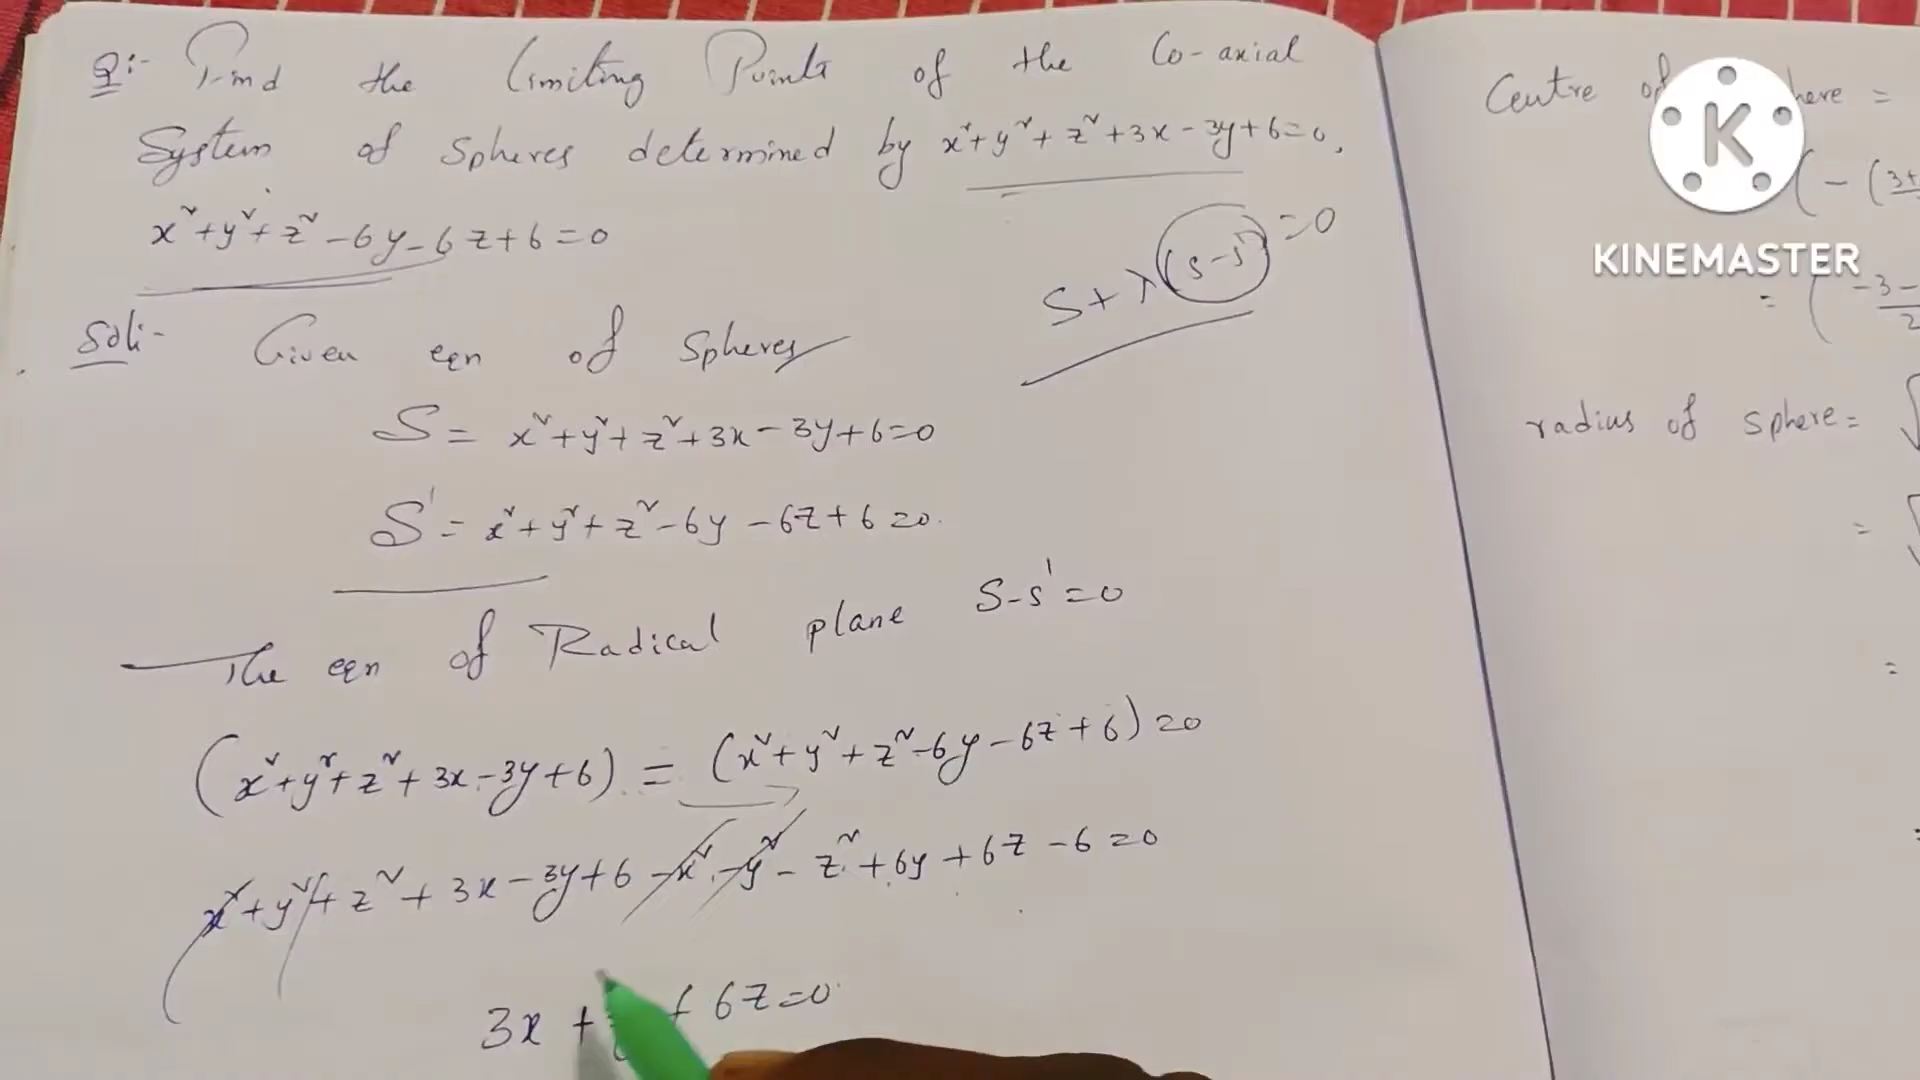 Q:- Find the Limiting Points of the Co-axial
System of Spheres determined by x²+y²+z²+3x-3y+6=0,
x²+y²+z²-6y-6z+6=0
S+λ(s-s')=0
Sol:- Given eqn of Spheres
S= x²+y²+z²+3x-3y+6=0
S'= x²+y²+z²-6y-6z+6=0.
The eqn of Radical plane S-s'=0
(x²+y²+z²+3x-3y+6) = (x²+y²+z²-6y-6z+6)=0
x²+y²+z²+3x-3y+6-x²-y²-z²+6y+6z-6=0
3x + + 6z=0
Centre =
(-(3+
= (-3-
2
radius of sphere=
=
=
K
KINEMASTER